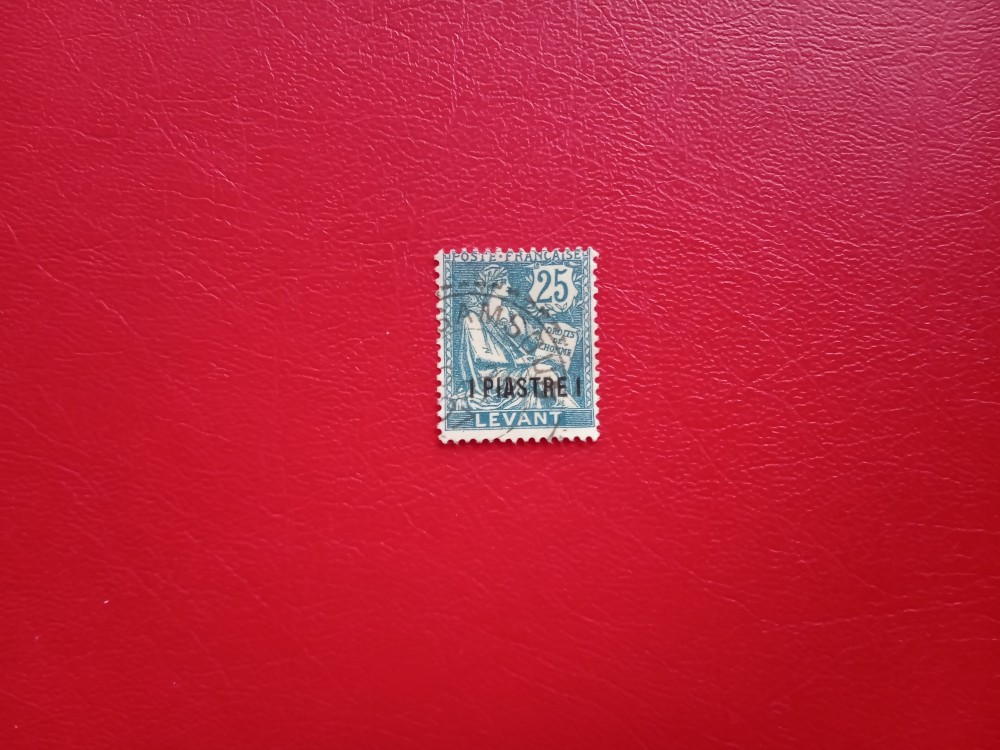 POSTE·FRANÇAISE
25
DROITS
DE
L'HOMME
1 PIASTRE 1
LEVANT